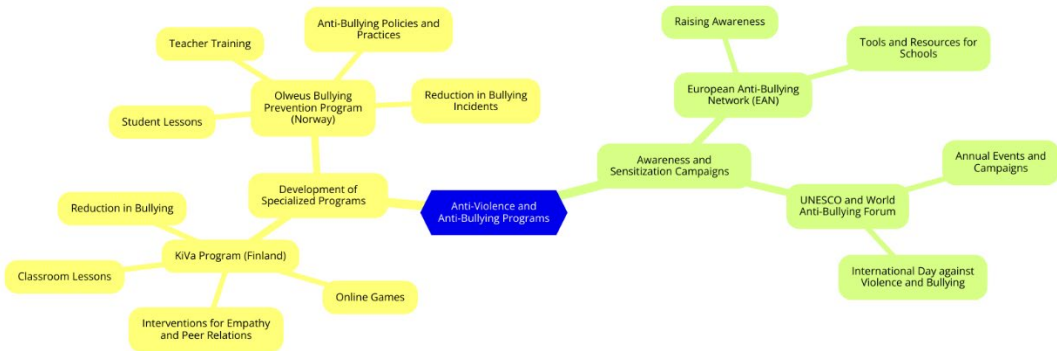 Anti-Violence and
Anti-Bullying Programs
Development of
Specialized Programs
Olweus Bullying
Prevention Program
(Norway)
Teacher Training
Anti-Bullying Policies and
Practices
Student Lessons
Reduction in Bullying
Incidents
KiVa Program (Finland)
Reduction in Bullying
Classroom Lessons
Interventions for Empathy
and Peer Relations
Online Games
Awareness and
Sensitization Campaigns
European Anti-Bullying
Network (EAN)
Raising Awareness
Tools and Resources for
Schools
UNESCO and World
Anti-Bullying Forum
Annual Events and
Campaigns
International Day against
Violence and Bullying